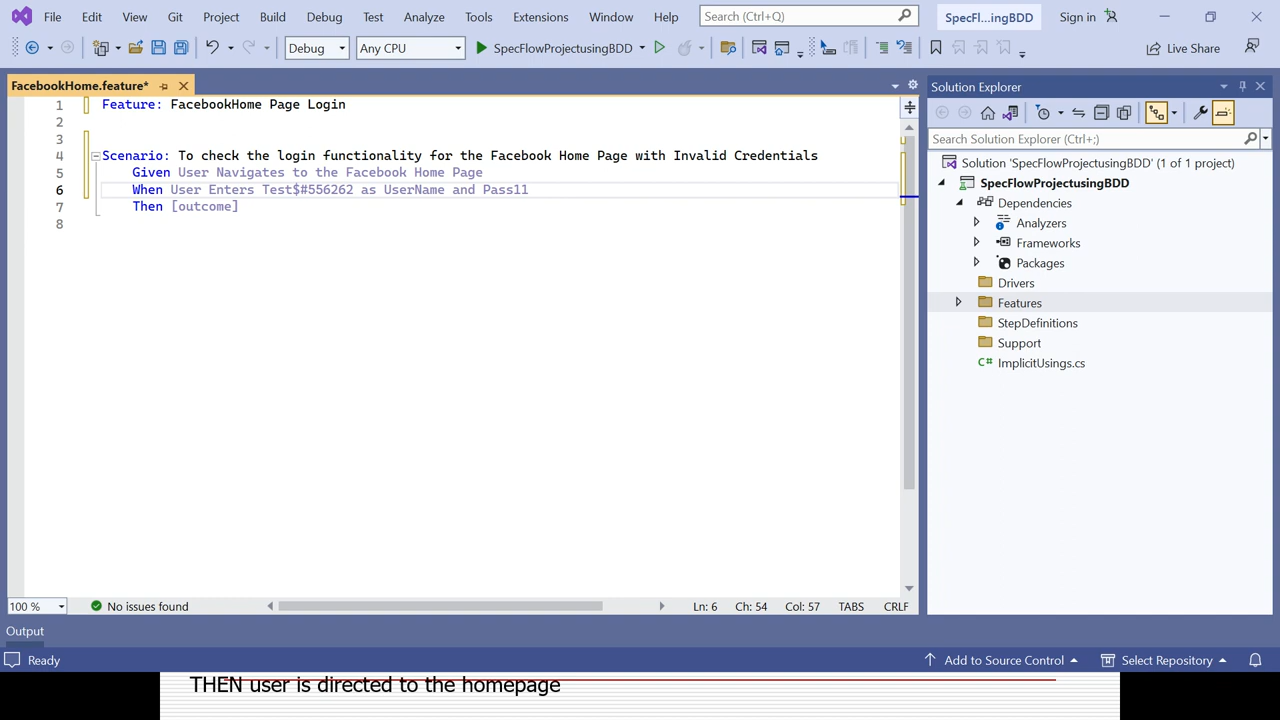 File Edit View Git Project Build Debug Test Analyze Tools Extensions Window Help Search (Ctrl+Q) SpecFl...ingBDD Sign in
Debug Any CPU SpecFlowProjectusingBDD Live Share
FacebookHome.feature*
1 Feature: FacebookHome Page Login
2
3
4 Scenario: To check the login functionality for the Facebook Home Page with Invalid Credentials
5 Given User Navigates to the Facebook Home Page
6 When User Enters Test$#556262 as UserName and Pass11
7 Then [outcome]
8
100 % No issues found Ln: 6 Ch: 54 Col: 57 TABS CRLF
Solution Explorer
Search Solution Explorer (Ctrl+;)
Solution 'SpecFlowProjectusingBDD' (1 of 1 project)
SpecFlowProjectusingBDD
Dependencies
Analyzers
Frameworks
Packages
Drivers
Features
StepDefinitions
Support
C# ImplicitUsings.cs
Output
Ready Add to Source Control Select Repository
THEN user is directed to the homepage